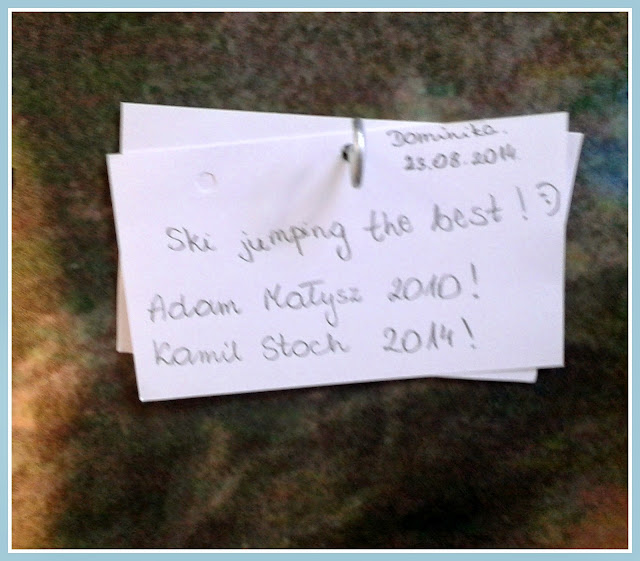 Dominika.
23.08.2014
Ski jumping the best! :)
Adam Małysz 2010!
Kamil Stoch 2014!